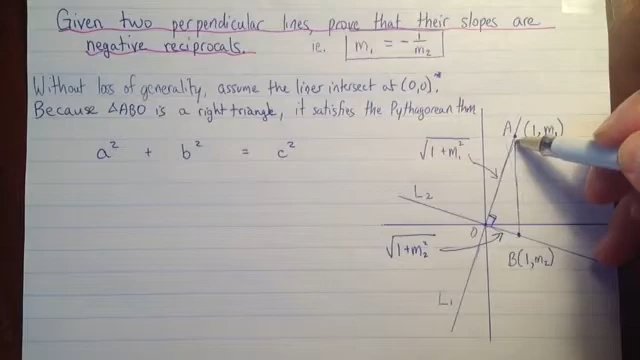 Given two perpendicular lines, prove that their slopes are
negative reciprocals. ie. m₁ = -1/m₂
Without loss of generality, assume the lines intersect at (0,0).*
Because △ABO is a right triangle, it satisfies the Pythagorean thm
a² + b² = c²
A (1, m₁)
√(1+m₁²)
L₂
O
√(1+m₂²)
B(1, m₂)
L₁